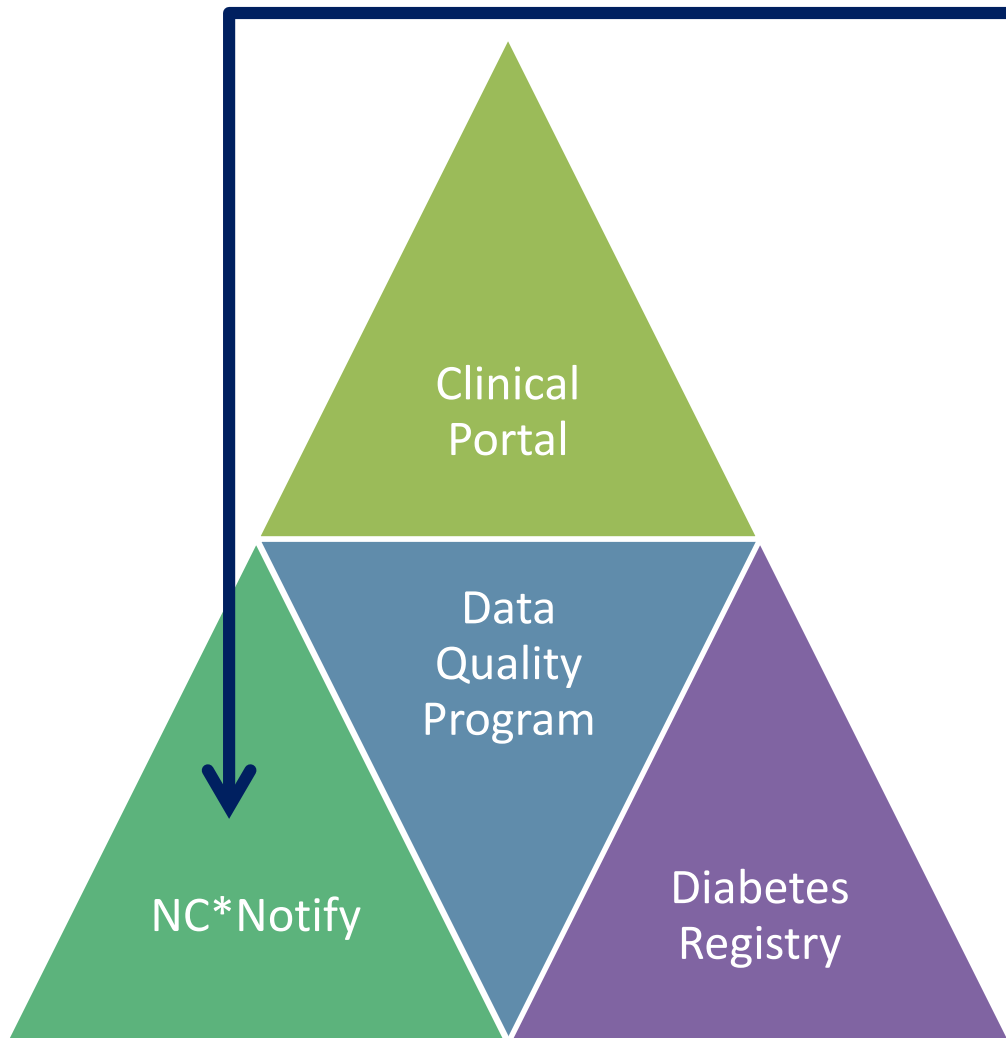 Clinical
Portal
Data
Quality
Program
NC*Notify
Diabetes
Registry